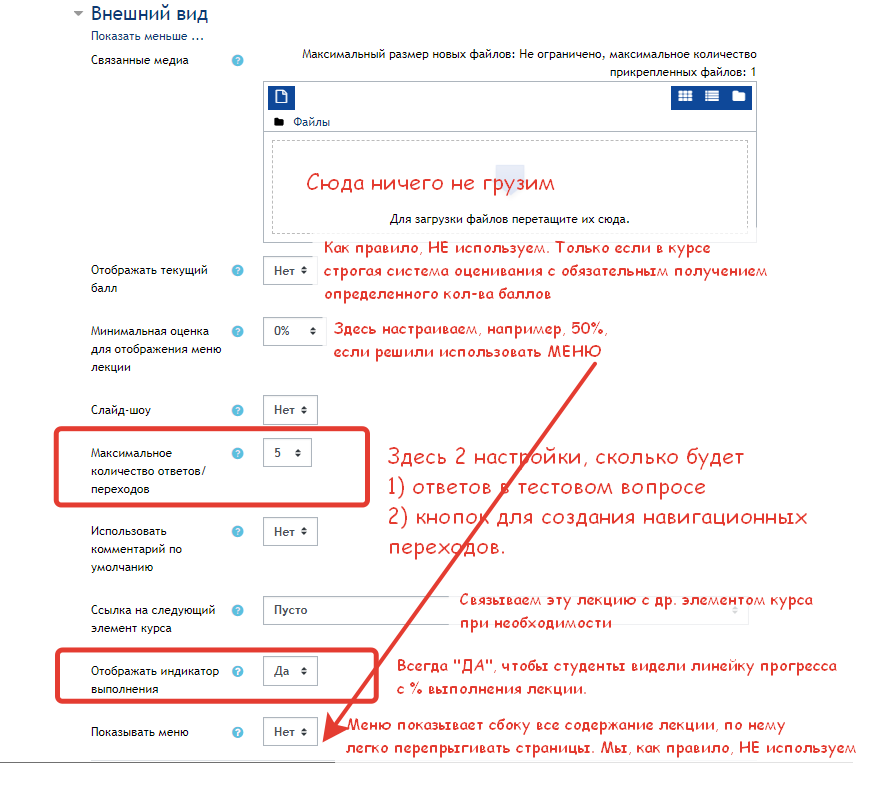 Внешний вид
Показать меньше ...
Связанные медиа
Максимальный размер новых файлов: Не ограничено, максимальное количество
прикрепленных файлов: 1
Файлы
Сюда ничего не грузим
Для загрузки файлов перетащите их сюда.
Как правило, НЕ используем. Только если в курсе
строгая система оценивания с обязательным получением
определенного кол-ва баллов
Отображать текущий
балл
Нет
Минимальная оценка
для отображения меню
лекции
0%
Здесь настраиваем, например, 50%,
если решили использовать МЕНЮ
Слайд-шоу
Нет
Максимальное
количество ответов/
переходов
5
Здесь 2 настройки, сколько будет
1) ответов в тестовом вопросе
2) кнопок для создания навигационных
переходов.
Использовать
комментарий по
умолчанию
Нет
Ссылка на следующий
элемент курса
Пусто
Связываем эту лекцию с др. элементом курса
при необходимости
Отображать индикатор
выполнения
Да
Всегда "ДА", чтобы студенты видели линейку прогресса
с % выполнения лекции.
Показывать меню
Нет
Меню показывает сбоку все содержание лекции, по нему
легко перепрыгивать страницы. Мы, как правило, НЕ используем